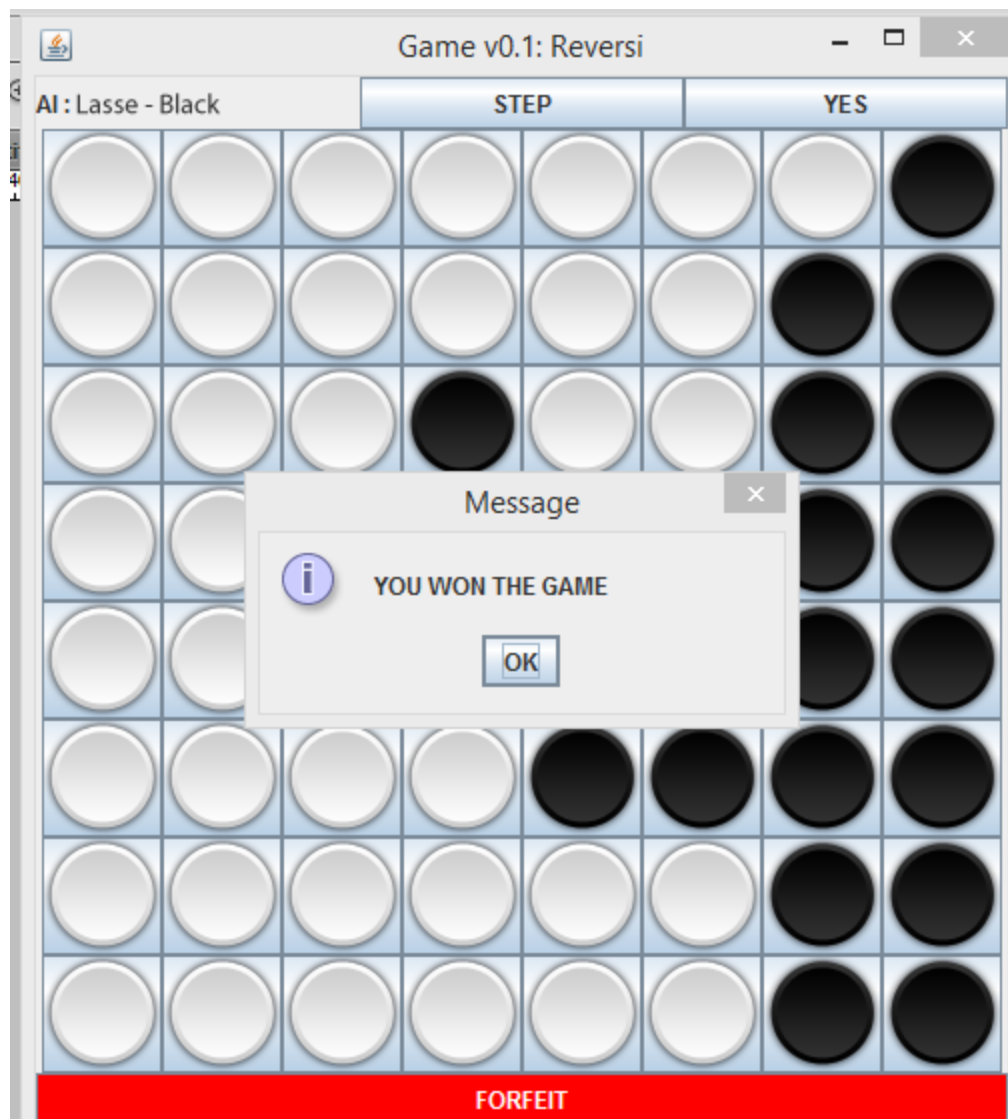 Game v0.1: Reversi
AI : Lasse - Black
STEP
YES
Message
YOU WON THE GAME
OK
FORFEIT